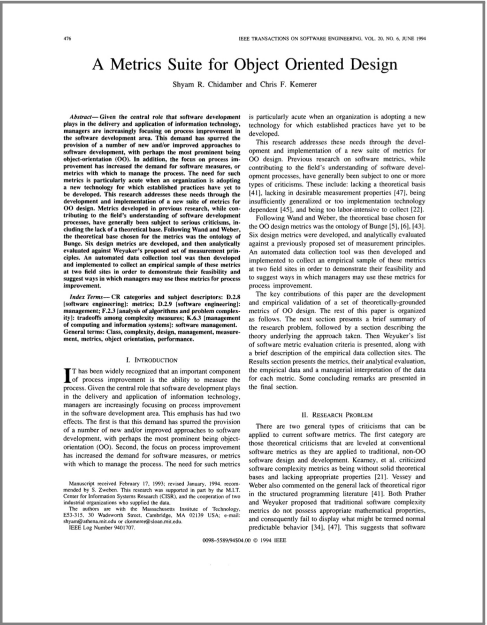 476
IEEE TRANSACTIONS ON SOFTWARE ENGINEERING, VOL. 20, NO. 6, JUNE 1994
A Metrics Suite for Object Oriented Design
Shyam R. Chidamber and Chris F. Kemerer
Abstract—Given the central role that software development
plays in the delivery and application of information technology,
managers are increasingly focusing on process improvement in
the software development area. This demand has spurred the
provision of a number of new and/or improved approaches to
software development, with perhaps the most prominent being
object-orientation (OO). In addition, the focus on process im-
provement has increased the demand for software measures, or
metrics with which to manage the process. The need for such
metrics is particularly acute when an organization is adopting
a new technology for which established practices have yet to
be developed. This research addresses these needs through the
development and implementation of a new suite of metrics for
OO design. Metrics developed in previous research, while con-
tributing to the field's understanding of software development
processes, have generally been subject to serious criticisms, in-
cluding the lack of a theoretical base. Following Wand and Weber,
the theoretical base chosen for the metrics was the ontology of
Bunge. Six design metrics are developed, and then analytically
evaluated against Weyuker's proposed set of measurement prin-
ciples. An automated data collection tool was then developed
and implemented to collect an empirical sample of these metrics
at two field sites in order to demonstrate their feasibility and
suggest ways in which managers may use these metrics for process
improvement.
Index Terms—CR categories and subject descriptors: D.2.8
[software engineering]: metrics; D.2.9 [software engineering]:
management; F.2.3 [analysis of algorithms and problem complex-
ity]: tradeoffs among complexity measures; K.6.3 [management
of computing and information systems]: software management.
General terms: Class, complexity, design, management, measure-
ment, metrics, object orientation, performance.
I. INTRODUCTION
IT has been widely recognized that an important component
of process improvement is the ability to measure the
process. Given the central role that software development plays
in the delivery and application of information technology,
managers are increasingly focusing on process improvement
in the software development area. This emphasis has had two
effects. The first is that this demand has spurred the provision
of a number of new and/or improved approaches to software
development, with perhaps the most prominent being object-
orientation (OO). Second, the focus on process improvement
has increased the demand for software measures, or metrics
with which to manage the process. The need for such metrics
Manuscript received February 17, 1993; revised January, 1994. recom-
mended by S. Zweben. This research was supported in part by the M.I.T.
Center for Information Systems Research (CISR), and the cooperation of two
industrial organizations who supplied the data.
The authors are with the Massachusetts Institute of Technology,
E53-315, 30 Wadsworth Street, Cambridge, MA 02139 USA; e-mail:
shyam@athena.mit.edu or ckemerer@sloan.mit.edu.
IEEE Log Number 9401707.
is particularly acute when an organization is adopting a new
technology for which established practices have yet to be
developed.
This research addresses these needs through the devel-
opment and implementation of a new suite of metrics for
OO design. Previous research on software metrics, while
contributing to the field's understanding of software devel-
opment processes, have generally been subject to one or more
types of criticisms. These include: lacking a theoretical basis
[41], lacking in desirable measurement properties [47], being
insufficiently generalized or too implementation technology
dependent [45], and being too labor-intensive to collect [22].
Following Wand and Weber, the theoretical base chosen for
the OO design metrics was the ontology of Bunge [5], [6], [43].
Six design metrics were developed, and analytically evaluated
against a previously proposed set of measurement principles.
An automated data collection tool was then developed and
implemented to collect an empirical sample of these metrics
at two field sites in order to demonstrate their feasibility and
to suggest ways in which managers may use these metrics for
process improvement.
The key contributions of this paper are the development
and empirical validation of a set of theoretically-grounded
metrics of OO design. The rest of this paper is organized
as follows. The next section presents a brief summary of
the research problem, followed by a section describing the
theory underlying the approach taken. Then Weyuker's list
of software metric evaluation criteria is presented, along with
a brief description of the empirical data collection sites. The
Results section presents the metrics, their analytical evaluation,
the empirical data and a managerial interpretation of the data
for each metric. Some concluding remarks are presented in
the final section.
II. RESEARCH PROBLEM
There are two general types of criticisms that can be
applied to current software metrics. The first category are
those theoretical criticisms that are leveled at conventional
software metrics as they are applied to traditional, non-OO
software design and development. Kearney, et al. criticized
software complexity metrics as being without solid theoretical
bases and lacking appropriate properties [21]. Vessey and
Weber also commented on the general lack of theoretical rigor
in the structured programming literature [41]. Both Prather
and Weyuker proposed that traditional software complexity
metrics do not possess appropriate mathematical properties,
and consequently fail to display what might be termed normal
predictable behavior [34], [47]. This suggests that software
0098-5589/94$04.00 © 1994 IEEE